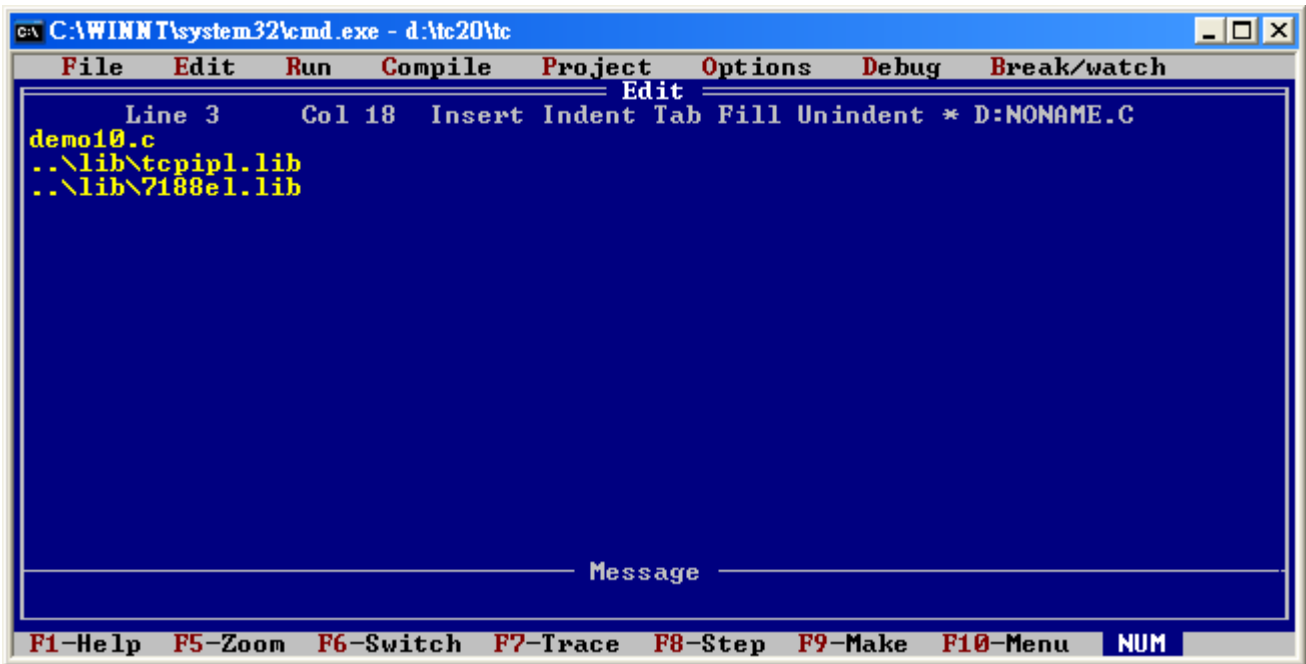 C:\WINNT\system32\cmd.exe - d:\tc20\tc
File Edit Run Compile Project Options Debug Break/watch
Edit
Line 3 Col 18 Insert Indent Tab Fill Unindent * D:NONAME.C
demo10.c
..\lib\tcpipl.lib
..\lib\7188el.lib
Message
F1-Help F5-Zoom F6-Switch F7-Trace F8-Step F9-Make F10-Menu NUM